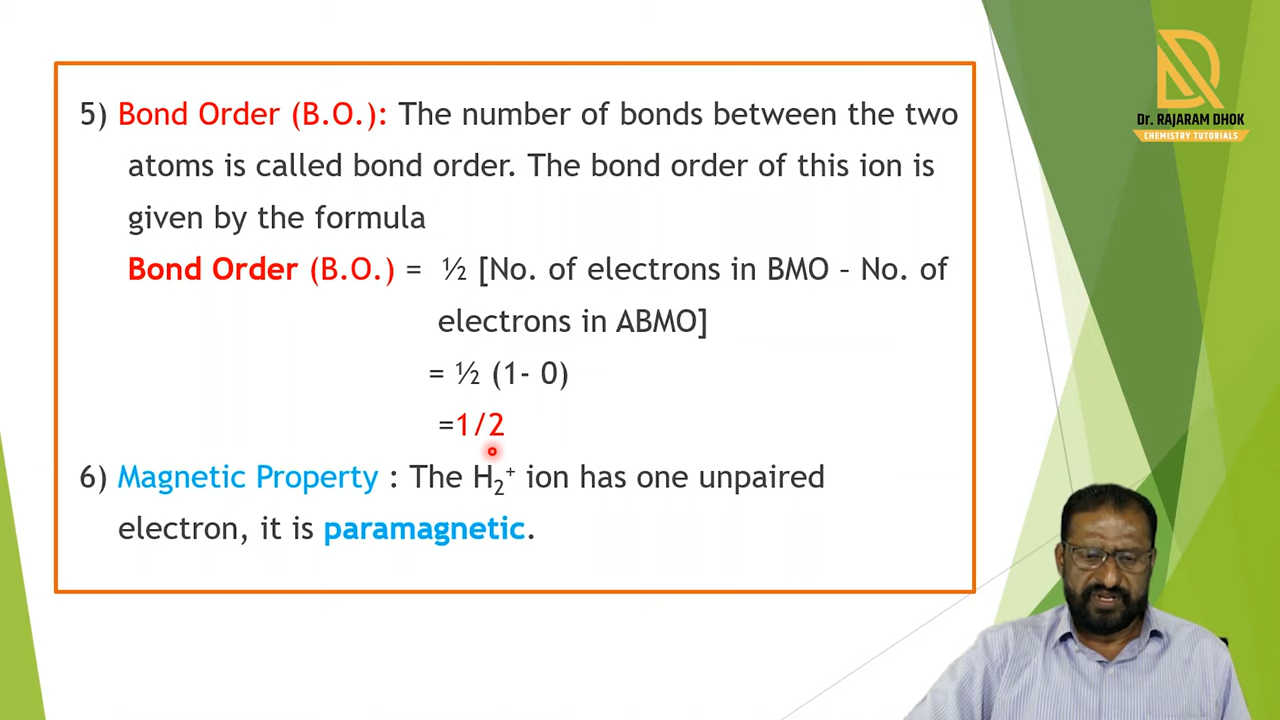 5) Bond Order (B.O.): The number of bonds between the two
atoms is called bond order. The bond order of this ion is
given by the formula
Bond Order (B.O.) = ½ [No. of electrons in BMO – No. of
electrons in ABMO]
= ½ (1- 0)
=1/2
6) Magnetic Property : The H₂⁺ ion has one unpaired
electron, it is paramagnetic.
Dr. RAJARAM DHOK
CHEMISTRY TUTORIALS